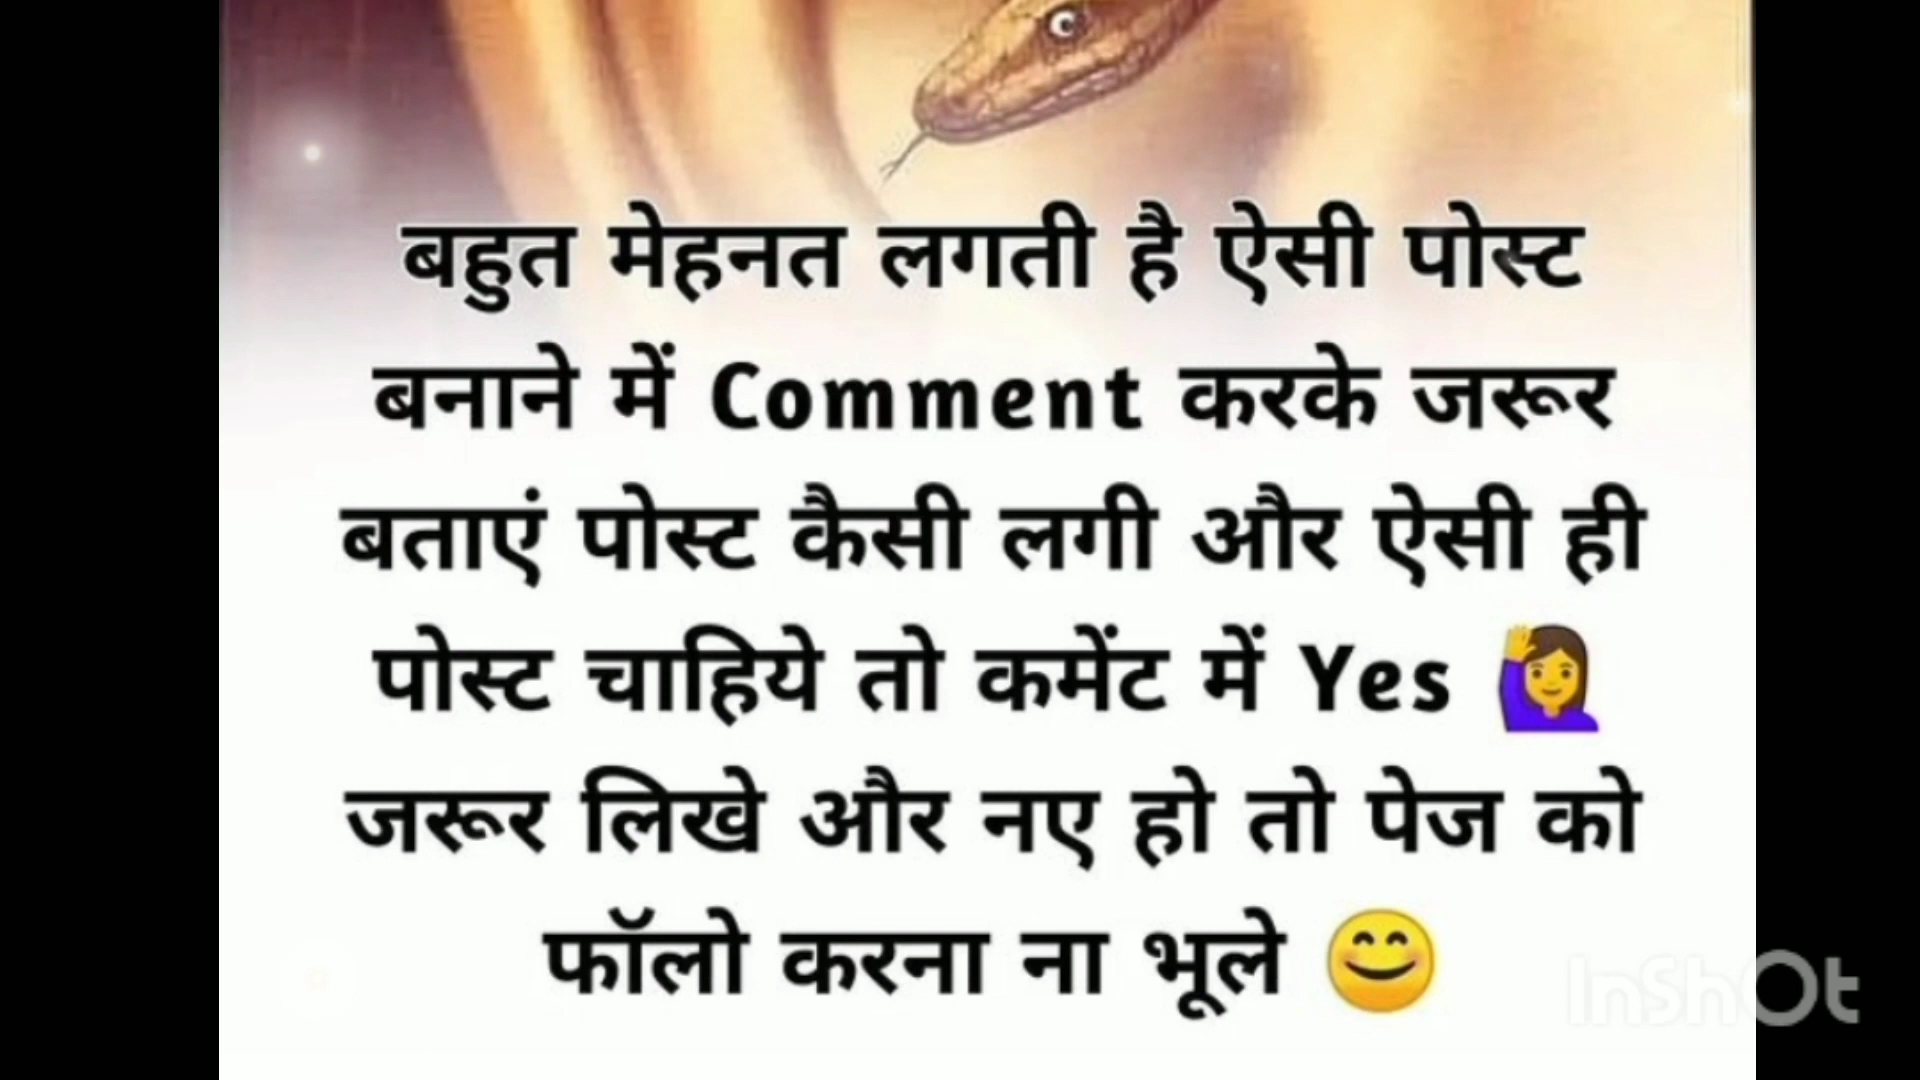 बहुत मेहनत लगती है ऐसी पोस्ट
बनाने में Comment करके जरूर
बताएं पोस्ट कैसी लगी और ऐसी ही
पोस्ट चाहिये तो कमेंट में Yes 🙋‍♀️
जरूर लिखे और नए हो तो पेज को
फॉलो करना ना भूले 😊
InShOt